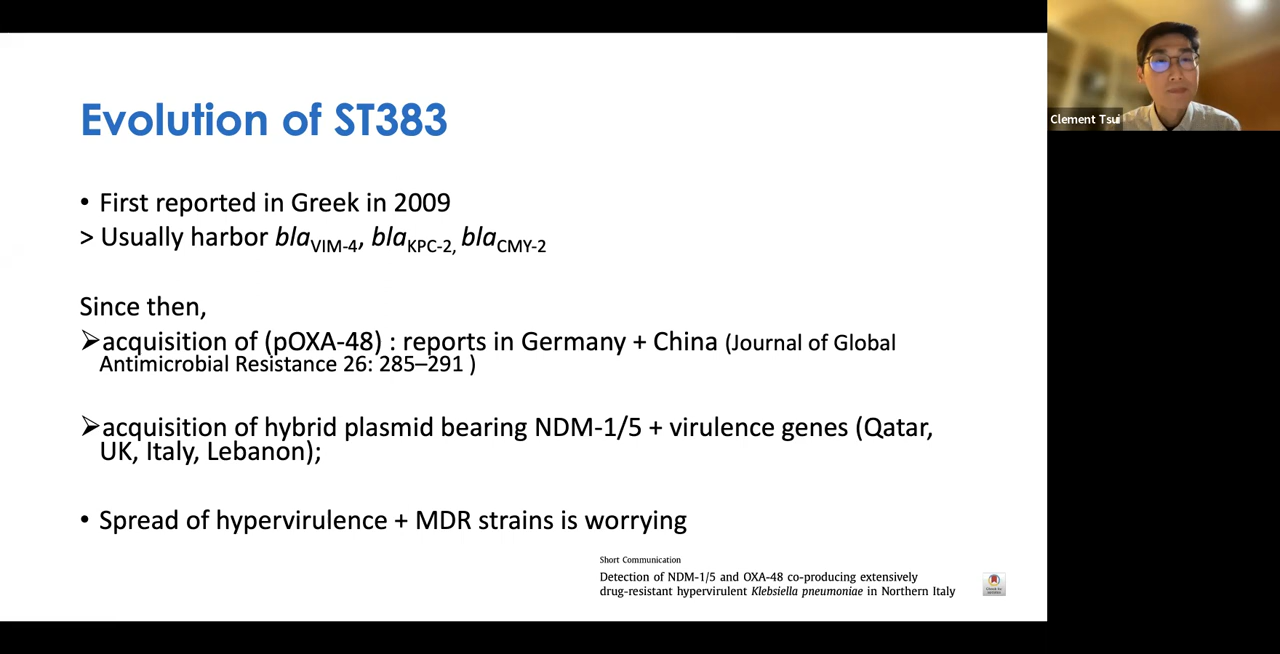 Evolution of ST383
• First reported in Greek in 2009
> Usually harbor blaVIM-4, blaKPC-2, blaCMY-2
Since then,
➢acquisition of (pOXA-48) : reports in Germany + China (Journal of Global
Antimicrobial Resistance 26: 285–291 )
➢acquisition of hybrid plasmid bearing NDM-1/5 + virulence genes (Qatar,
UK, Italy, Lebanon);
• Spread of hypervirulence + MDR strains is worrying
Short Communication
Detection of NDM-1/5 and OXA-48 co-producing extensively
drug-resistant hypervirulent Klebsiella pneumoniae in Northern Italy
Clement Tsui